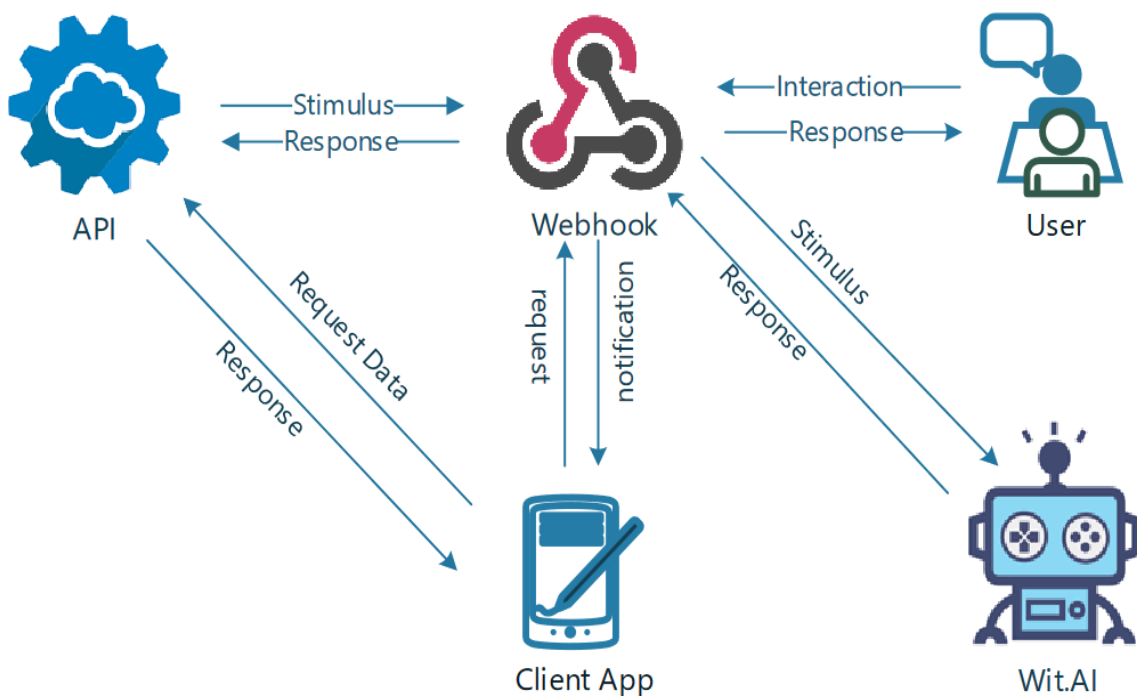 Stimulus
Response
Interaction
Response
API
Webhook
User
Request Data
Response
request
notification
Stimulus
Response
Client App
Wit.AI